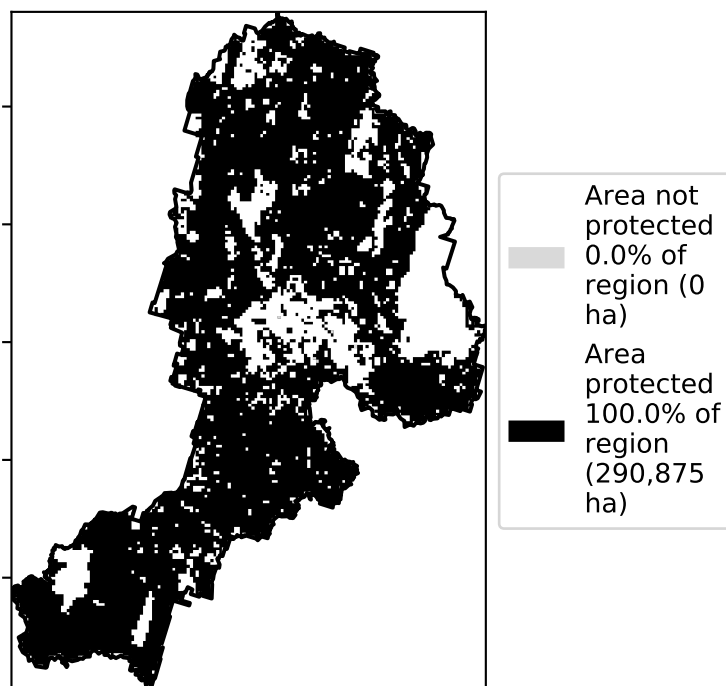 Area not
protected
0.0% of
region (0
ha)
Area
protected
100.0% of
region
(290,875
ha)